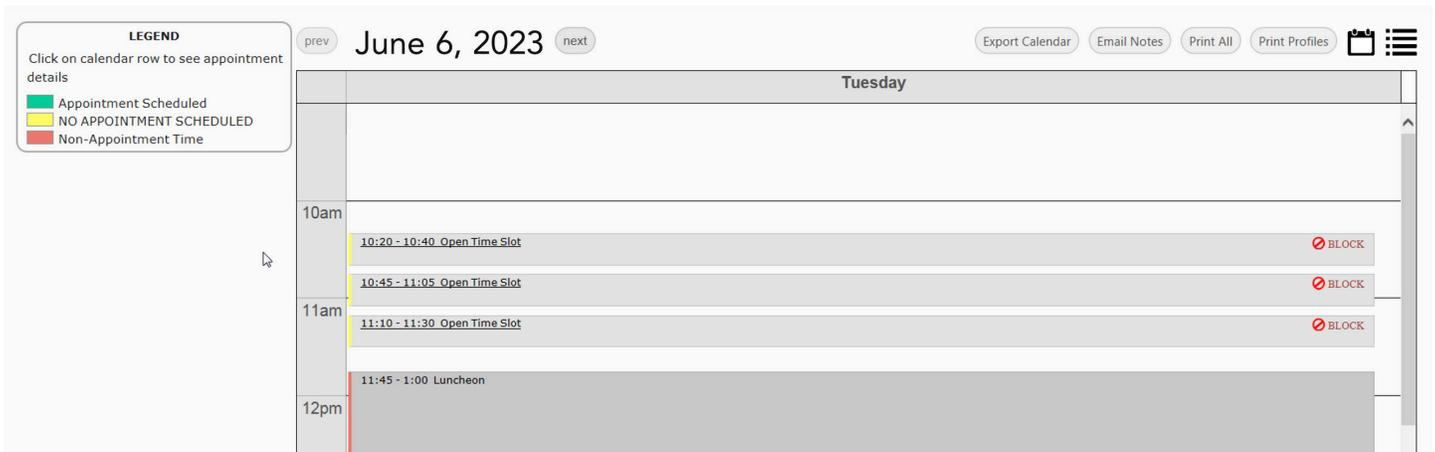 LEGEND
Click on calendar row to see appointment
details
Appointment Scheduled
NO APPOINTMENT SCHEDULED
Non-Appointment Time
prev
June 6, 2023
next
Export Calendar
Email Notes
Print All
Print Profiles
Tuesday
10am
10:20 - 10:40 Open Time Slot
BLOCK
10:45 - 11:05 Open Time Slot
BLOCK
11am
11:10 - 11:30 Open Time Slot
BLOCK
11:45 - 1:00 Luncheon
12pm